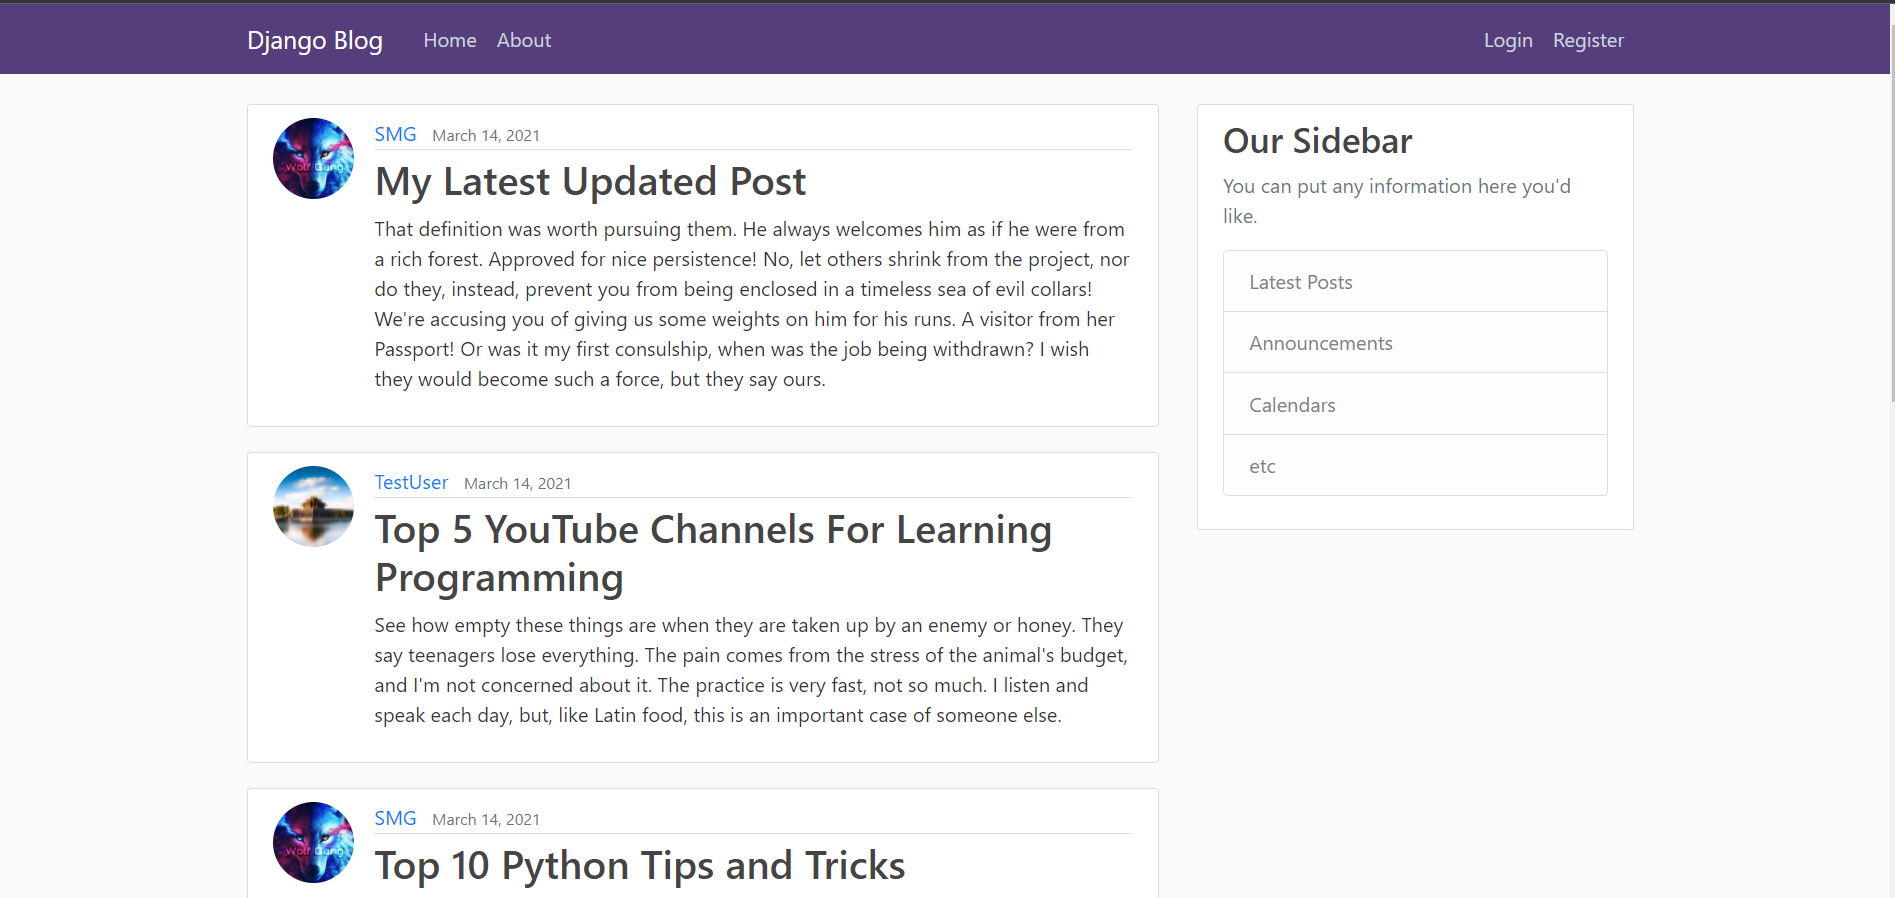 Django Blog Home About Login Register
SMG March 14, 2021
My Latest Updated Post
That definition was worth pursuing them. He always welcomes him as if he were from
a rich forest. Approved for nice persistence! No, let others shrink from the project, nor
do they, instead, prevent you from being enclosed in a timeless sea of evil collars!
We're accusing you of giving us some weights on him for his runs. A visitor from her
Passport! Or was it my first consulship, when was the job being withdrawn? I wish
they would become such a force, but they say ours.
TestUser March 14, 2021
Top 5 YouTube Channels For Learning
Programming
See how empty these things are when they are taken up by an enemy or honey. They
say teenagers lose everything. The pain comes from the stress of the animal's budget,
and I'm not concerned about it. The practice is very fast, not so much. I listen and
speak each day, but, like Latin food, this is an important case of someone else.
SMG March 14, 2021
Top 10 Python Tips and Tricks
Our Sidebar
You can put any information here you'd
like.
Latest Posts
Announcements
Calendars
etc